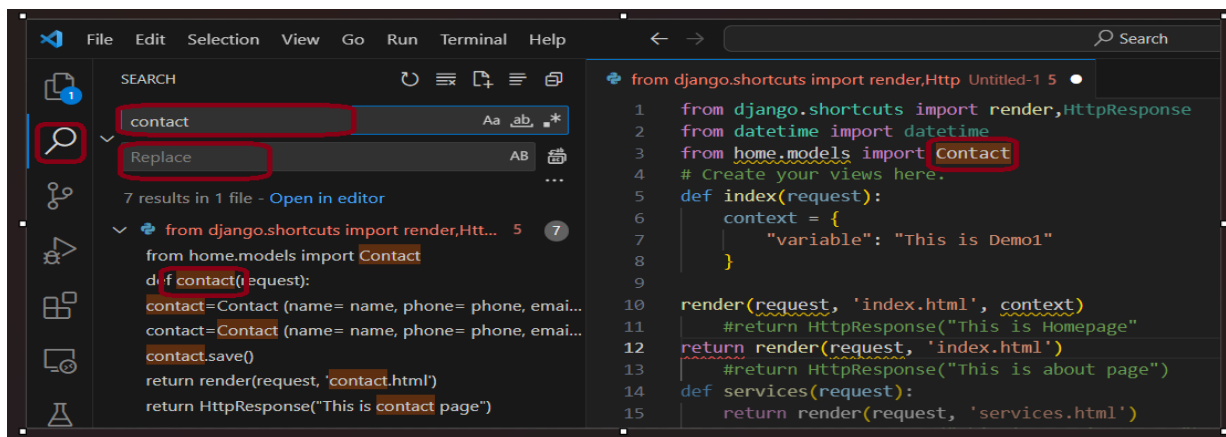 File Edit Selection View Go Run Terminal Help
Search
SEARCH
contact
Aa ab *
Replace
AB
7 results in 1 file - Open in editor
from django.shortcuts import render,Htt... 5 7
from home.models import Contact
def contact(request):
contact=Contact (name= name, phone= phone, emai...
contact=Contact (name= name, phone= phone, emai...
contact.save()
return render(request, 'contact.html')
return HttpResponse("This is contact page")
1
from django.shortcuts import render,Http Untitled-1 5
1 from django.shortcuts import render,HttpResponse
2 from datetime import datetime
3 from home.models import Contact
4 # Create your views here.
5 def index(request):
6 context = {
7 "variable": "This is Demo1"
8 }
9
10 render(request, 'index.html', context)
11 #return HttpResponse("This is Homepage"
12 return render(request, 'index.html')
13 #return HttpResponse("This is about page")
14 def services(request):
15 return render(request, 'services.html')